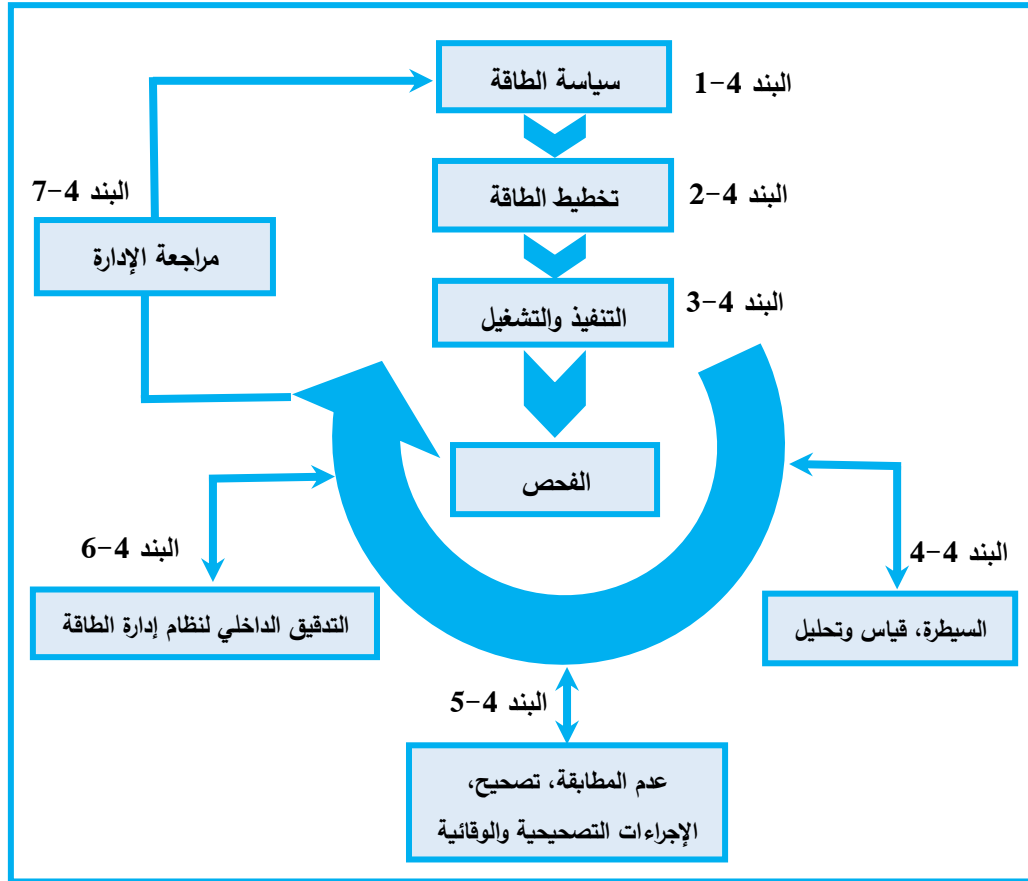 سياسة الطاقة
البند 4-1
تخطيط الطاقة
البند 4-2
التنفيذ والتشغيل
البند 4-3
الفحص
البند 4-4
السيطرة، قياس وتحليل
البند 4-5
عدم المطابقة، تصحيح،
الإجراءات التصحيحية والوقائية
البند 4-6
التدقيق الداخلي لنظام إدارة الطاقة
البند 4-7
مراجعة الإدارة